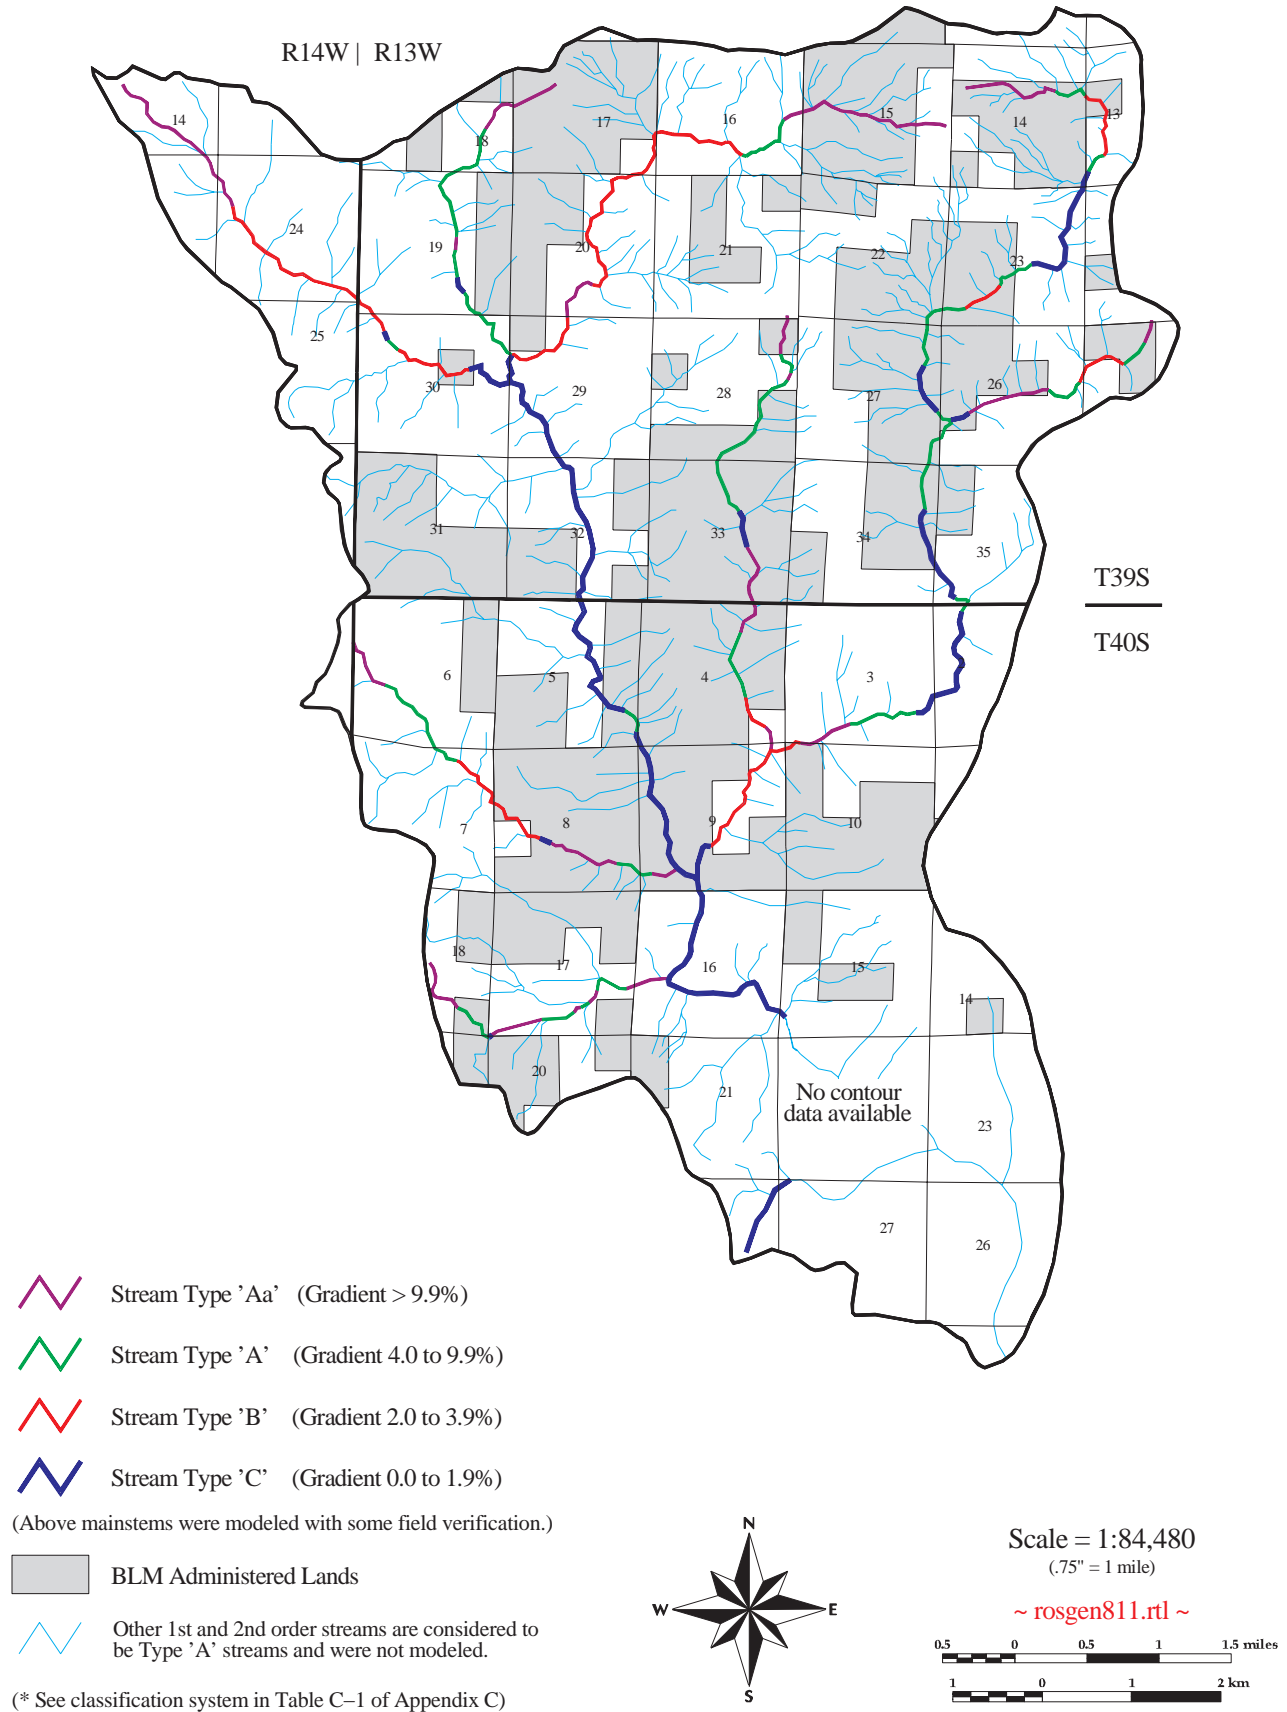 R14W | R13W
14
18
17
16
15
14
13
24
19
20
21
22
23
25
30
29
28
27
26
31
32
33
34
35
T39S
T40S
6
5
4
3
7
8
9
10
18
17
16
15
14
20
21
No contour
data available
23
27
26
Stream Type ’Aa’ (Gradient > 9.9%)
Stream Type ’A’ (Gradient 4.0 to 9.9%)
Stream Type ’B’ (Gradient 2.0 to 3.9%)
Stream Type ’C’ (Gradient 0.0 to 1.9%)
(Above mainstems were modeled with some field verification.)
BLM Administered Lands
Other 1st and 2nd order streams are considered to
be Type ’A’ streams and were not modeled.
(* See classification system in Table C–1 of Appendix C)
N
W E
S
Scale = 1:84,480
(.75" = 1 mile)
~ rosgen811.rtl ~
0.5 0 0.5 1 1.5 miles
1 0 1 2 km